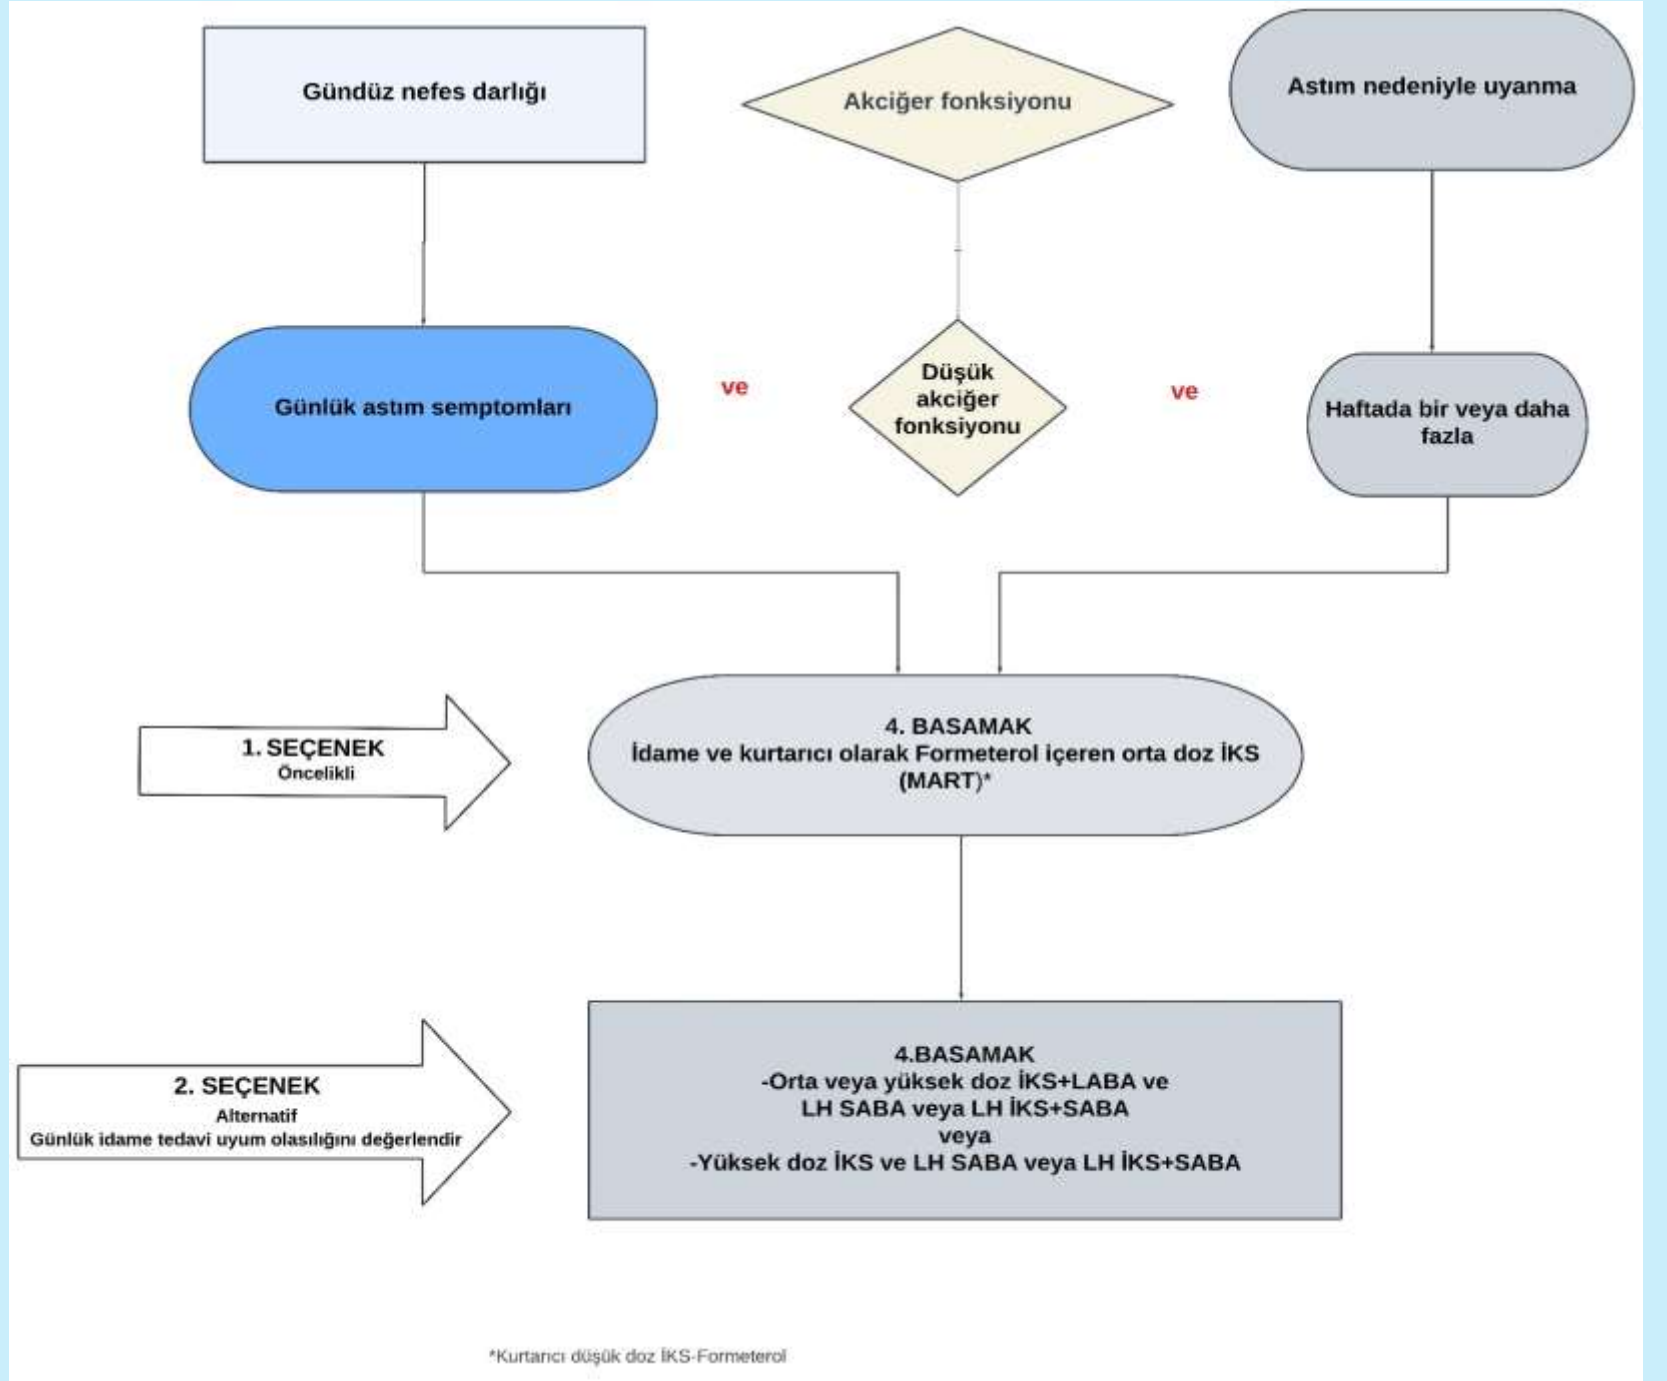 Gündüz nefes darlığı
Akciğer fonksiyonu
Astım nedeniyle uyanma
Günlük astım semptomları
ve
Düşük
akciğer
fonksiyonu
ve
Haftada bir veya daha
fazla
1. SEÇENEK
Öncelikli
4. BASAMAK
İdame ve kurtarıcı olarak Formeterol içeren orta doz İKS
(MART)*
2. SEÇENEK
Alternatif
Günlük idame tedavi uyum olasılığını değerlendir
4.BASAMAK
-Orta veya yüksek doz İKS+LABA ve
LH SABA veya LH İKS+SABA
veya
-Yüksek doz İKS ve LH SABA veya LH İKS+SABA
*Kurtarıcı düşük doz İKS-Formeterol